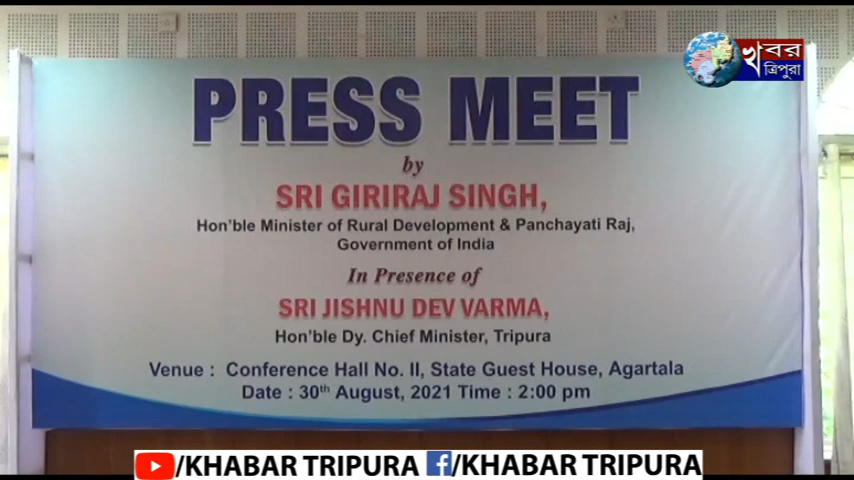 খবর
ত্রিপুরা
PRESS MEET
by
SRI GIRIRAJ SINGH,
Hon'ble Minister of Rural Development & Panchayati Raj,
Government of India
In Presence of
SRI JISHNU DEV VARMA,
Hon'ble Dy. Chief Minister, Tripura
Venue : Conference Hall No. II, State Guest House, Agartala
Date : 30th August, 2021 Time : 2:00 pm
/KHABAR TRIPURA f/KHABAR TRIPURA